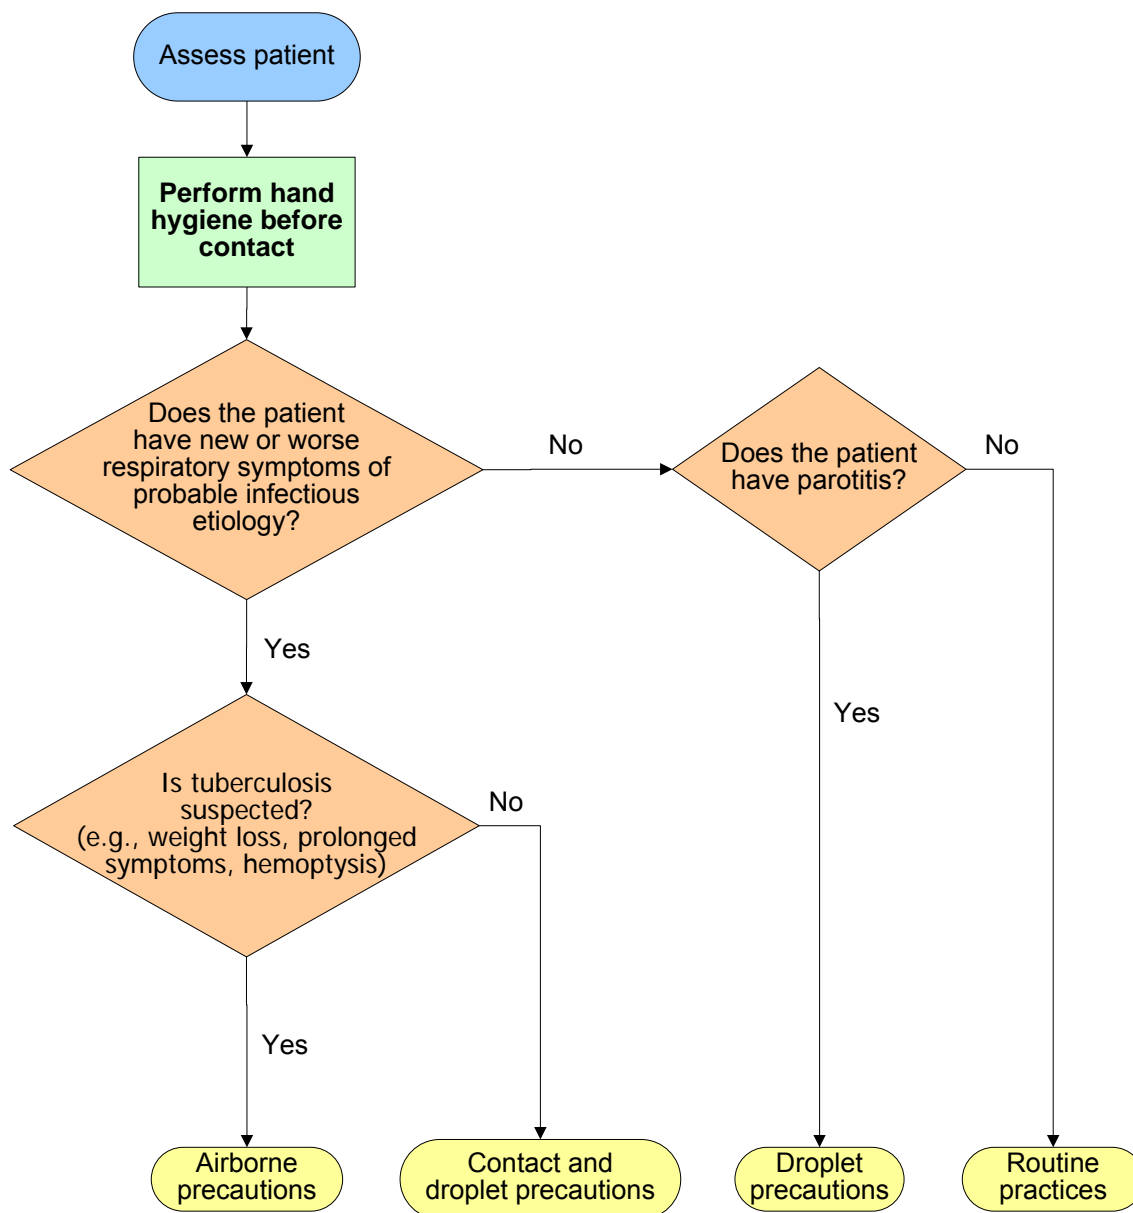 Assess patient
Perform hand
hygiene before
contact
Does the patient
have new or worse
respiratory symptoms of
probable infectious
etiology?
No
Does the patient
have parotitis?
No
Yes
Yes
Is tuberculosis
suspected?
(e.g., weight loss, prolonged
symptoms, hemoptysis)
No
Yes
Airborne
precautions
Contact and
droplet precautions
Droplet
precautions
Routine
practices